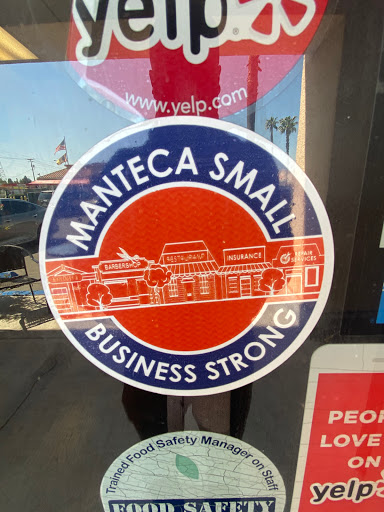 yelp
www.yelp.com
MANTECA SMALL
BARBERSHOP
RESTAURANT
INSURANCE
REPAIR
SERVICES
BUSINESS STRONG
Trained Food Safety Manager on Staff
FOOD SAFETY
LOVE
ON
yelp